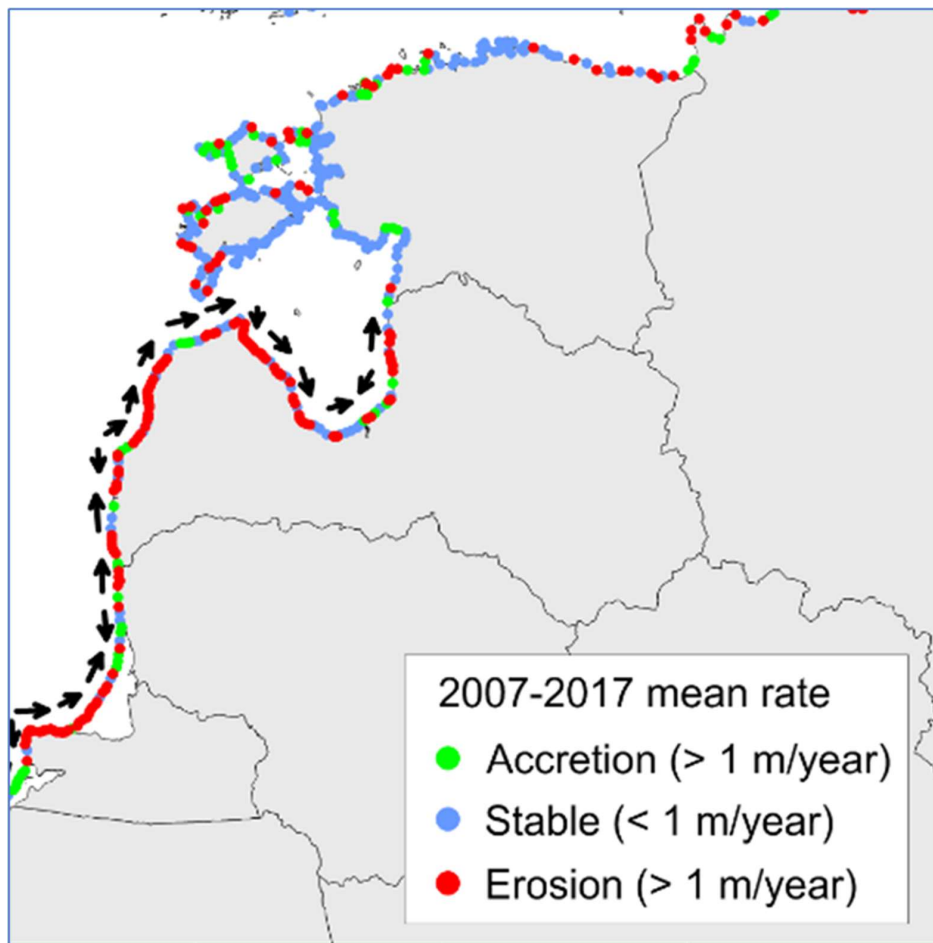 2007-2017 mean rate
Accretion (> 1 m/year)
Stable (< 1 m/year)
Erosion (> 1 m/year)